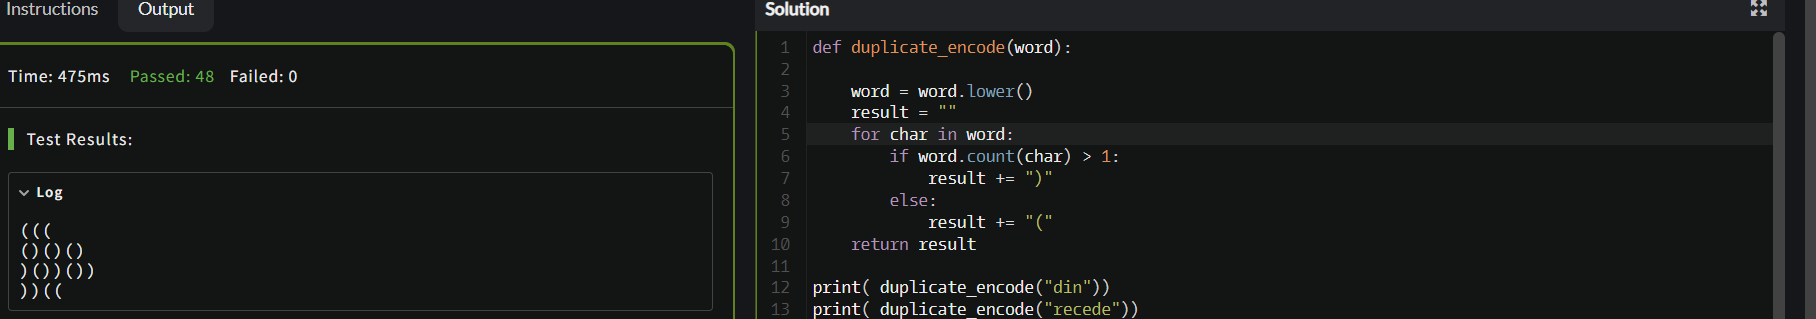 Instructions Output
Time: 475ms Passed: 48 Failed: 0
Test Results:
Log
(((
()()()
)())())
))((
Solution
1 def duplicate_encode(word):
2
3     word = word.lower()
4     result = ""
5     for char in word:
6         if word.count(char) > 1:
7             result += ")"
8         else:
9             result += "("
10     return result
11
12 print( duplicate_encode("din"))
13 print( duplicate_encode("recede"))